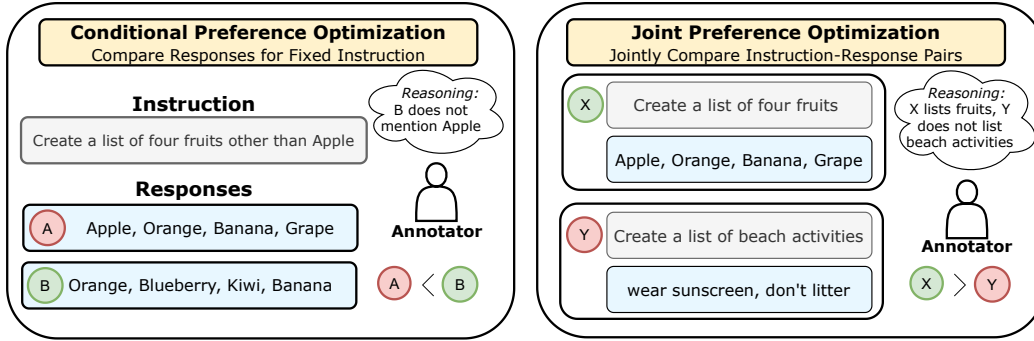 Conditional Preference Optimization
Compare Responses for Fixed Instruction
Instruction
Create a list of four fruits other than Apple
Responses
A
Apple, Orange, Banana, Grape
B
Orange, Blueberry, Kiwi, Banana
Reasoning:
B does not
mention Apple
Annotator
A < B
Joint Preference Optimization
Jointly Compare Instruction-Response Pairs
X
Create a list of four fruits
Apple, Orange, Banana, Grape
Y
Create a list of beach activities
wear sunscreen, don't litter
Reasoning:
X lists fruits, Y
does not list
beach activities
Annotator
X > Y